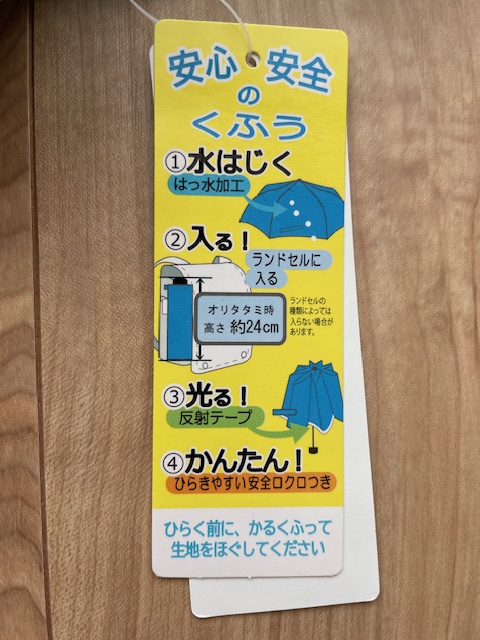 安心・安全
の
くふう
①水はじく
はっ水加工
②入る！
ランドセルに
入る
オリタタミ時
高さ 約24cm
ランドセルの
種類によっては
入らない場合が
あります。
③光る！
反射テープ
④かんたん！
ひらきやすい安全ロクロつき
ひらく前に、かるくふって
生地をほぐしてください